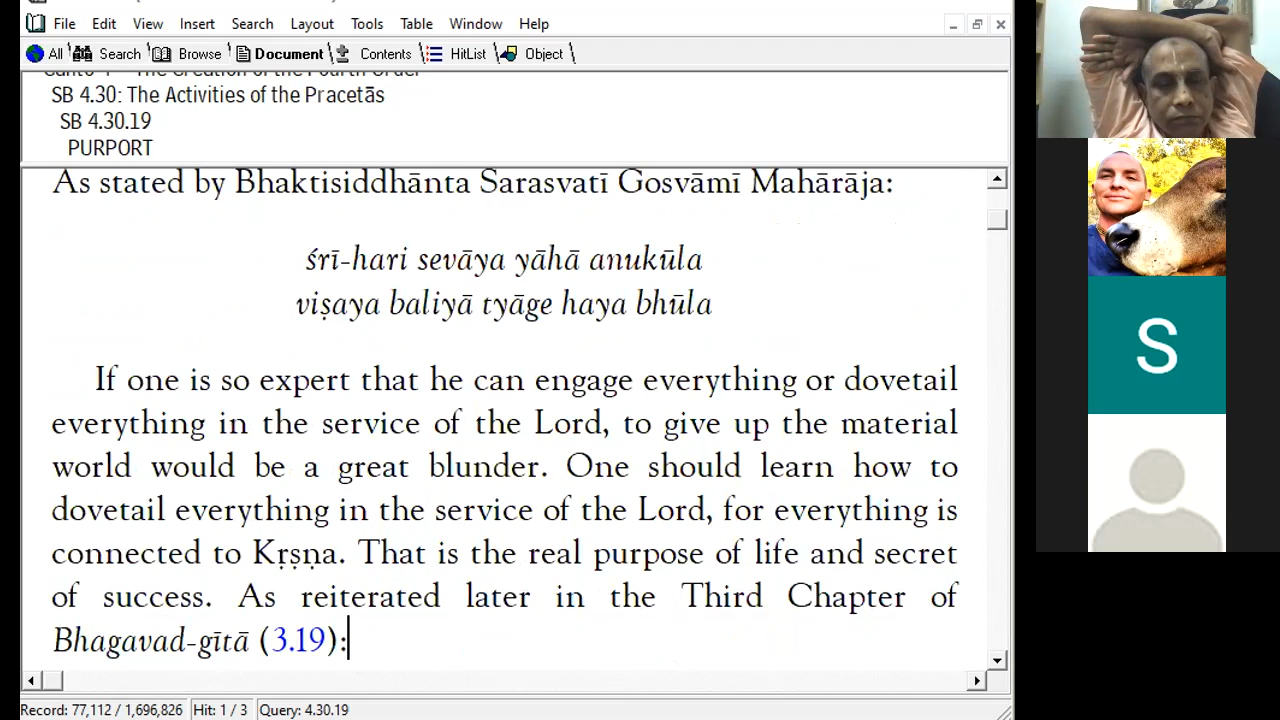 File Edit View Insert Search Layout Tools Table Window Help
All Search Browse Document Contents HitList Object
SB 4.30: The Activities of the Pracetās
SB 4.30.19
PURPORT
As stated by Bhaktisiddhānta Sarasvatī Gosvāmī Mahārāja:
śrī-hari sevāya yāhā anukūla
viṣaya baliyā tyāge haya bhūla
If one is so expert that he can engage everything or dovetail
everything in the service of the Lord, to give up the material
world would be a great blunder. One should learn how to
dovetail everything in the service of the Lord, for everything is
connected to Kṛṣṇa. That is the real purpose of life and secret
of success. As reiterated later in the Third Chapter of
Bhagavad-gītā (3.19):
Record: 77,112 / 1,696,826 Hit: 1 / 3 Query: 4.30.19
S